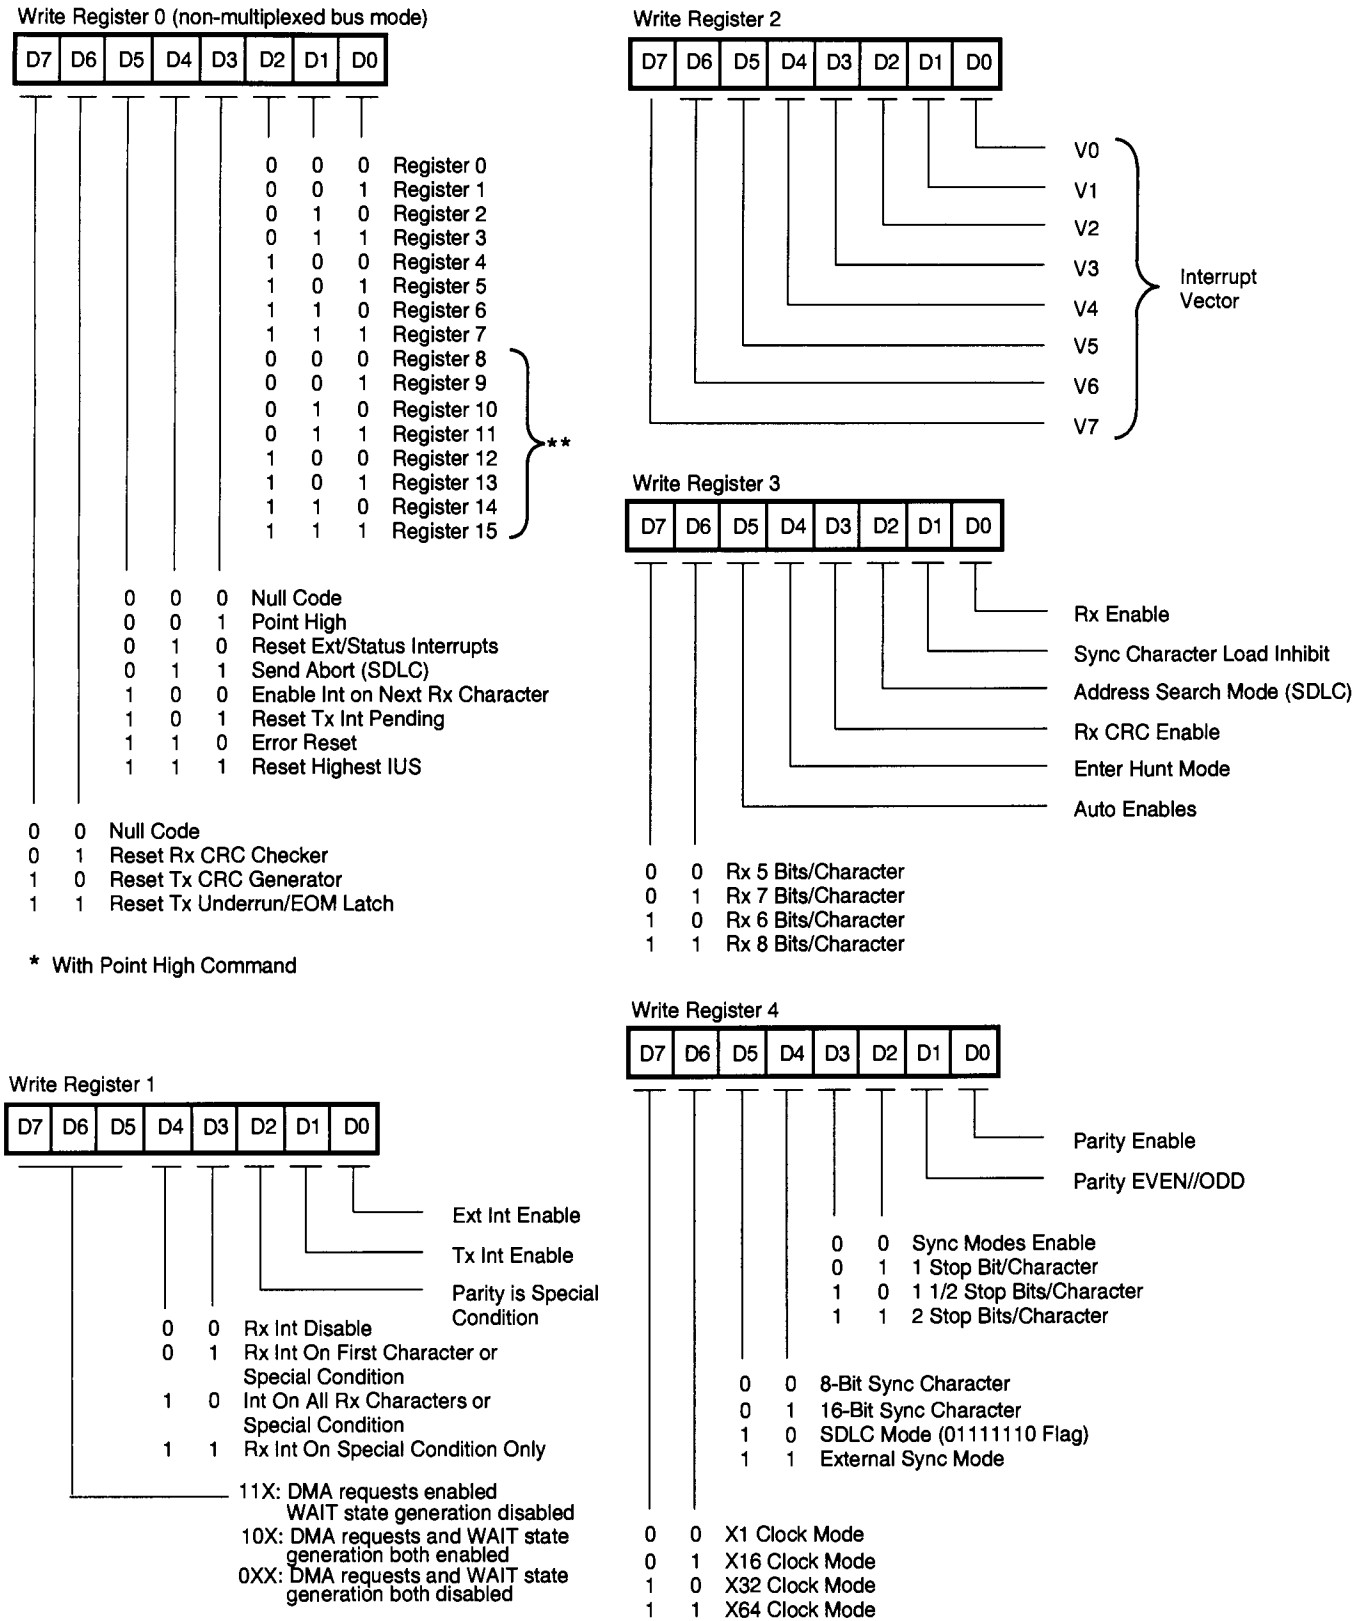 Write Register 0 (non-multiplexed bus mode)
D7 D6 D5 D4 D3 D2 D1 D0
0 0 0 Register 0
0 0 1 Register 1
0 1 0 Register 2
0 1 1 Register 3
1 0 0 Register 4
1 0 1 Register 5
1 1 0 Register 6
1 1 1 Register 7
0 0 0 Register 8
0 0 1 Register 9
0 1 0 Register 10
0 1 1 Register 11
**
1 0 0 Register 12
1 0 1 Register 13
1 1 0 Register 14
1 1 1 Register 15
0 0 0 Null Code
0 0 1 Point High
0 1 0 Reset Ext/Status Interrupts
0 1 1 Send Abort (SDLC)
1 0 0 Enable Int on Next Rx Character
1 0 1 Reset Tx Int Pending
1 1 0 Error Reset
1 1 1 Reset Highest IUS
0 0 Null Code
0 1 Reset Rx CRC Checker
1 0 Reset Tx CRC Generator
1 1 Reset Tx Underrun/EOM Latch
* With Point High Command
Write Register 1
D7 D6 D5 D4 D3 D2 D1 D0
Ext Int Enable
Tx Int Enable
Parity is Special
Condition
0 0 Rx Int Disable
0 1 Rx Int On First Character or
Special Condition
1 0 Int On All Rx Characters or
Special Condition
1 1 Rx Int On Special Condition Only
11X: DMA requests enabled
WAIT state generation disabled
10X: DMA requests and WAIT state
generation both enabled
0XX: DMA requests and WAIT state
generation both disabled
Write Register 2
D7 D6 D5 D4 D3 D2 D1 D0
V0
V1
V2
V3
V4
V5
V6
V7
Interrupt
Vector
Write Register 3
D7 D6 D5 D4 D3 D2 D1 D0
Rx Enable
Sync Character Load Inhibit
Address Search Mode (SDLC)
Rx CRC Enable
Enter Hunt Mode
Auto Enables
0 0 Rx 5 Bits/Character
0 1 Rx 7 Bits/Character
1 0 Rx 6 Bits/Character
1 1 Rx 8 Bits/Character
Write Register 4
D7 D6 D5 D4 D3 D2 D1 D0
Parity Enable
Parity EVEN//ODD
0 0 Sync Modes Enable
0 1 1 Stop Bit/Character
1 0 1 1/2 Stop Bits/Character
1 1 2 Stop Bits/Character
0 0 8-Bit Sync Character
0 1 16-Bit Sync Character
1 0 SDLC Mode (01111110 Flag)
1 1 External Sync Mode
0 0 X1 Clock Mode
0 1 X16 Clock Mode
1 0 X32 Clock Mode
1 1 X64 Clock Mode